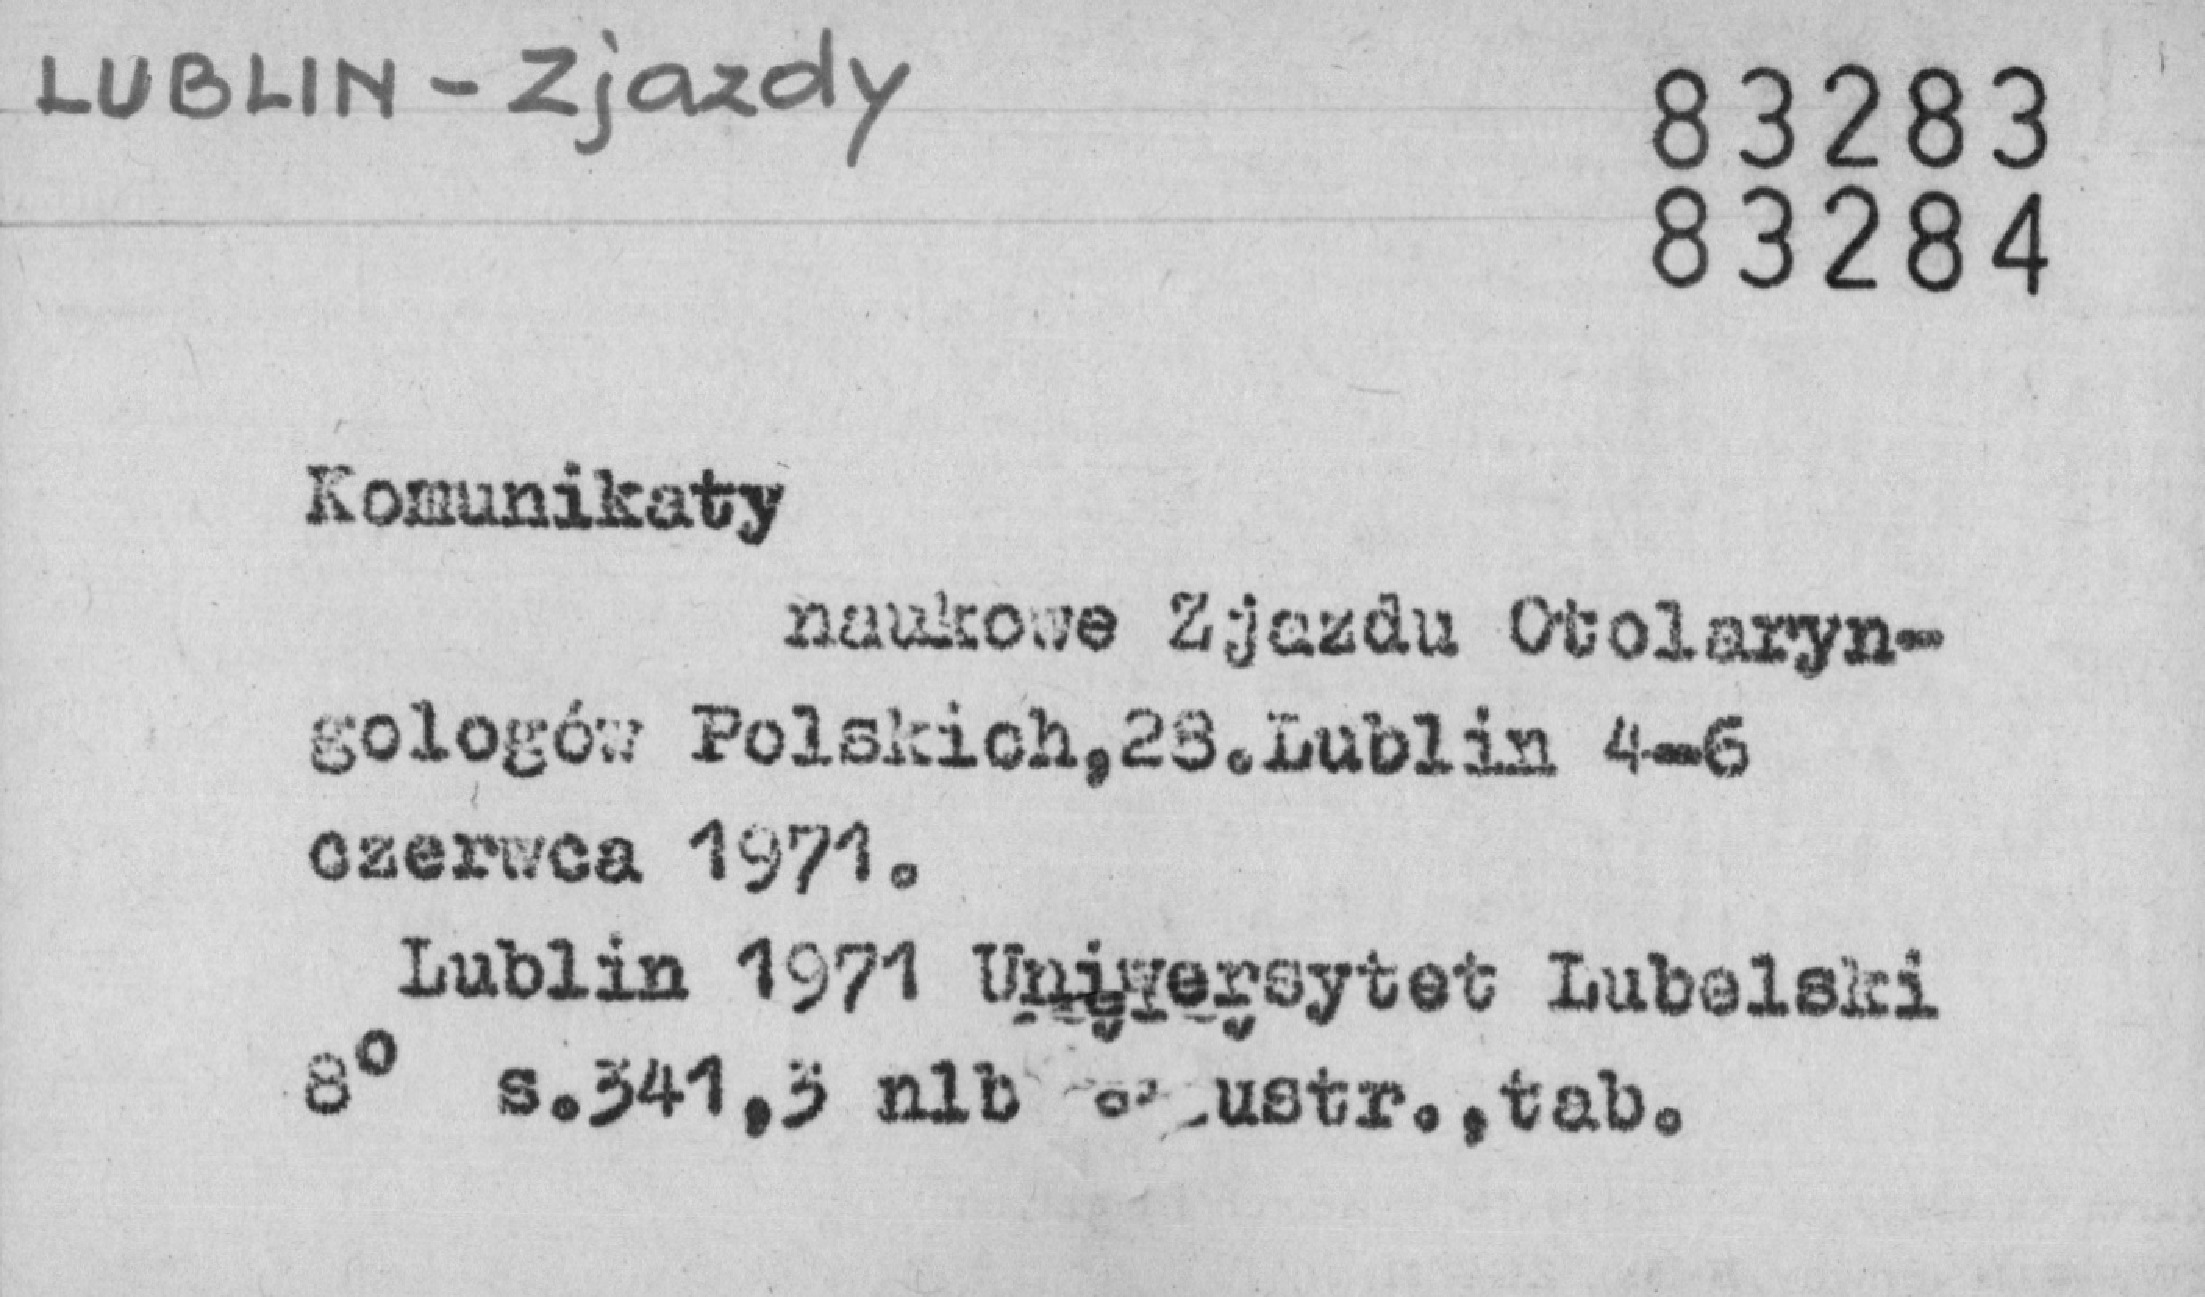 LUBLIN - Zjazdy
83283
83284
Komunikaty
naukowe Zjazdu Otolaryn-
gologów Polskich,28.Lublin 4-6
czerwca 1971.
Lublin 1971 Uniwersytet Lubelski
8° s.341,3 nlb ustr.,tab.